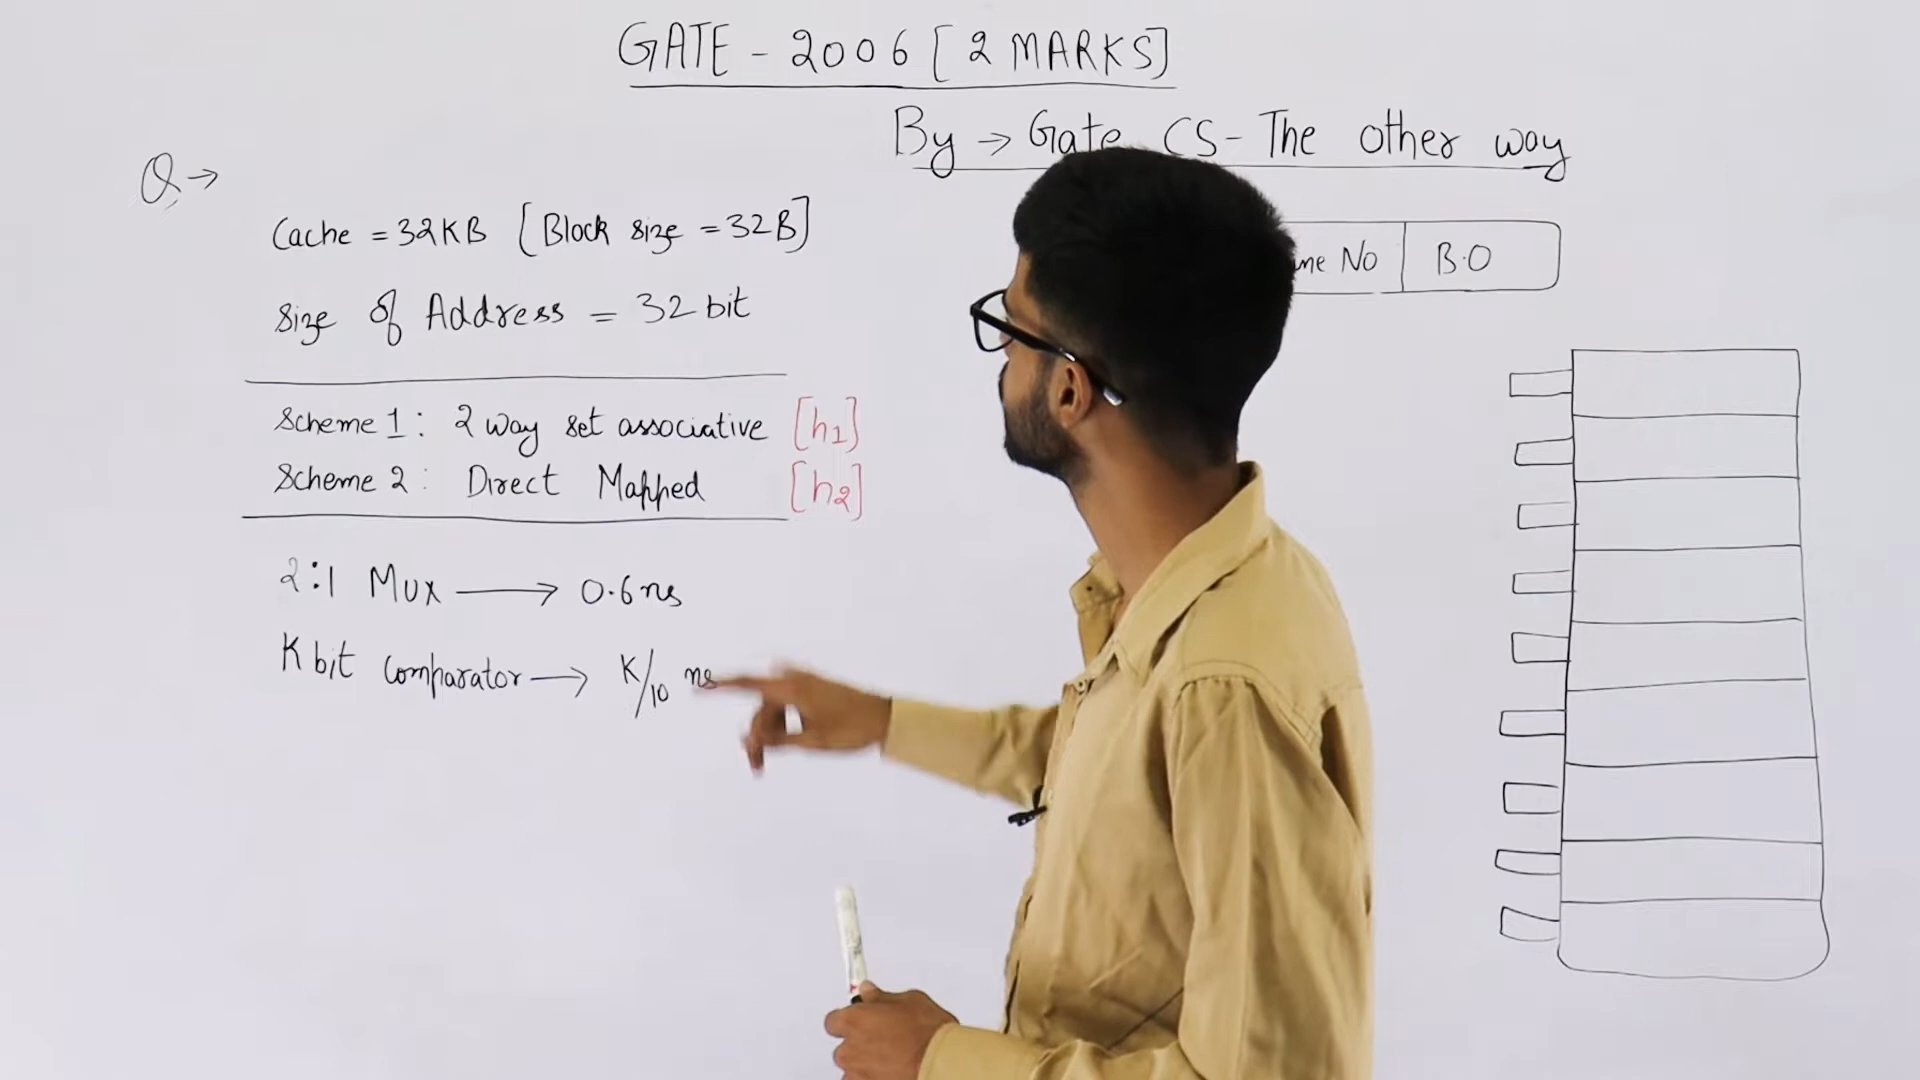 GATE - 2006 [2 MARKS]
By → Gate CS - The other way
Q →
Cache = 32KB [Block size = 32B]
No | B.O
Size of Address = 32 bit
Scheme 1: 2 way set associative [h1]
Scheme 2: Direct Mapped [h2]
2:1 Mux → 0.6 ns
K bit comparator → K/10 ns